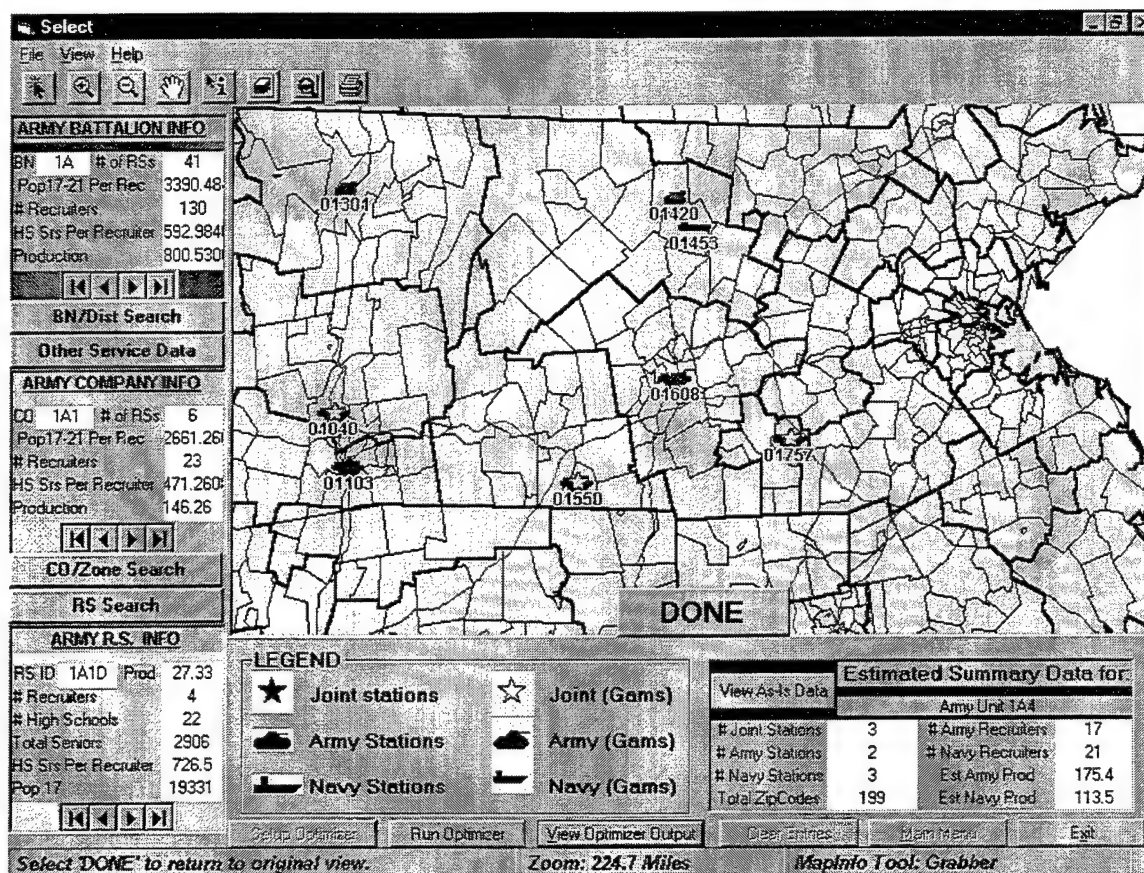 Select
File View Help
ARMY BATTALION INFO
BN 1A # of RSs 41
Pop17-21 Per Rec 3390.48
# Recruiters 130
HS Srs Per Recruiter 592.984
Production 800.530
BN/Dist Search
Other Service Data
ARMY COMPANY INFO
CO 1A1 # of RSs 6
Pop17-21 Per Rec 2661.26
# Recruiters 23
HS Srs Per Recruiter 471.260
Production 146.26
CO/Zone Search
RS Search
ARMY R.S. INFO
RS ID 1A1D Prod 27.33
# Recruiters 4
# High Schools 22
Total Seniors 2906
HS Srs Per Recruiter 726.5
Pop 17 19331
01301
01420
01453
01608
01040
01757
01103
01550
DONE
LEGEND
Joint stations Joint (Gams)
Army Stations Army (Gams)
Navy Stations Navy (Gams)
View As-Is Data
Estimated Summary Data for:
Army Unit 1A4
# Joint Stations 3 # Army Recruiters 17
# Army Stations 2 # Navy Recruiters 21
# Navy Stations 3 Est Army Prod 175.4
Total ZipCodes 199 Est Navy Prod 113.5
Setup Optimizer Run Optimizer View Optimizer Output Clear Entries Main Menu Exit
Select 'DONE' to return to original view. Zoom: 224.7 Miles MapInfo Tool: Grabber